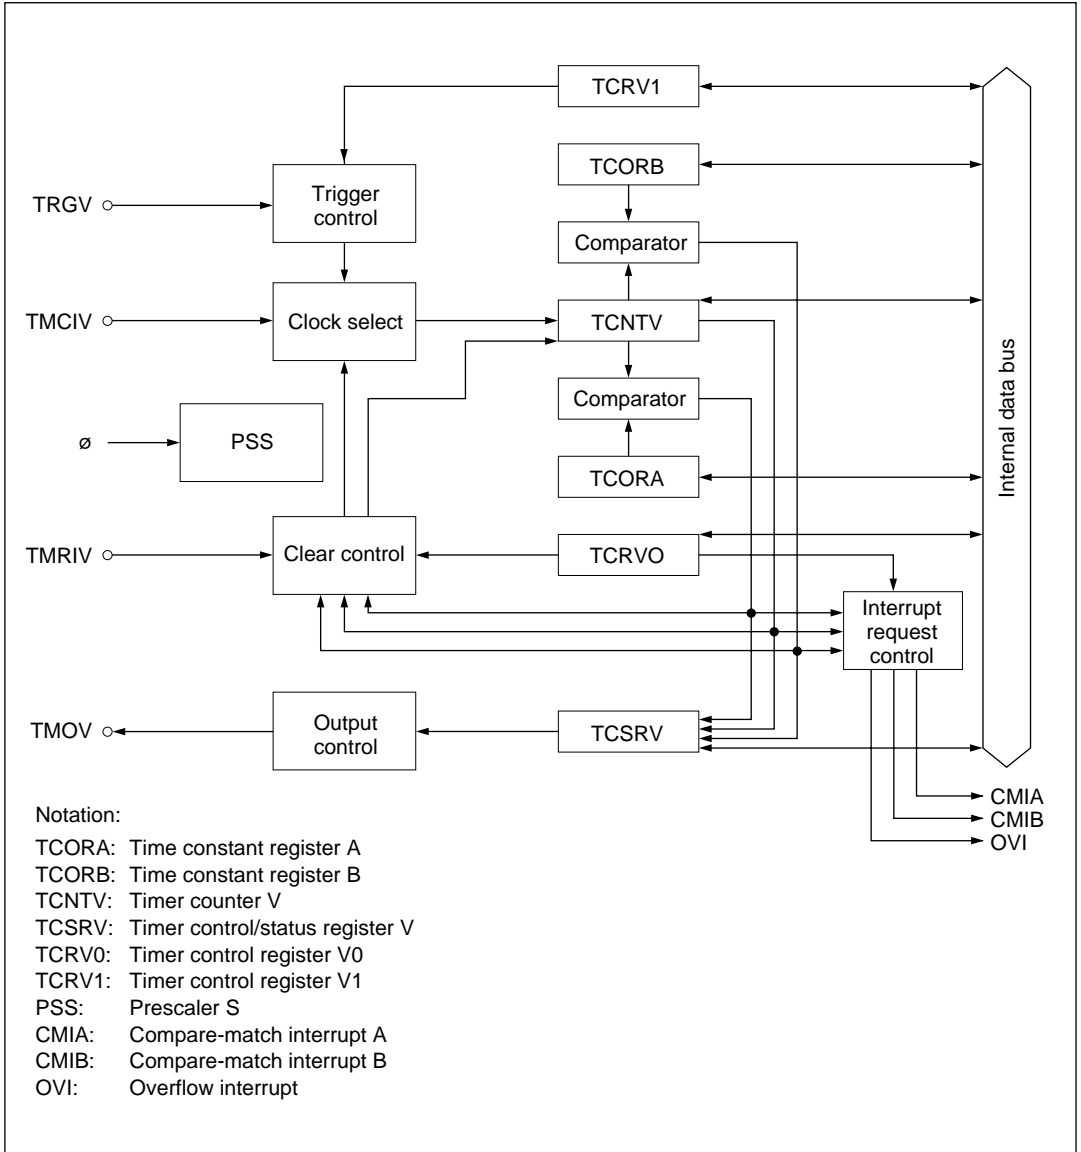 TCRV1
TCORB
TRGV
Trigger
control
Comparator
TMCIV
Clock select
TCNTV
Internal data bus
Comparator
ø
PSS
TCORA
TMRIV
Clear control
TCRVO
Interrupt
request
control
TMOV
Output
control
TCSRV
CMIA
CMIB
OVI
Notation:
TCORA: Time constant register A
TCORB: Time constant register B
TCNTV: Timer counter V
TCSRV: Timer control/status register V
TCRV0: Timer control register V0
TCRV1: Timer control register V1
PSS: Prescaler S
CMIA: Compare-match interrupt A
CMIB: Compare-match interrupt B
OVI: Overflow interrupt